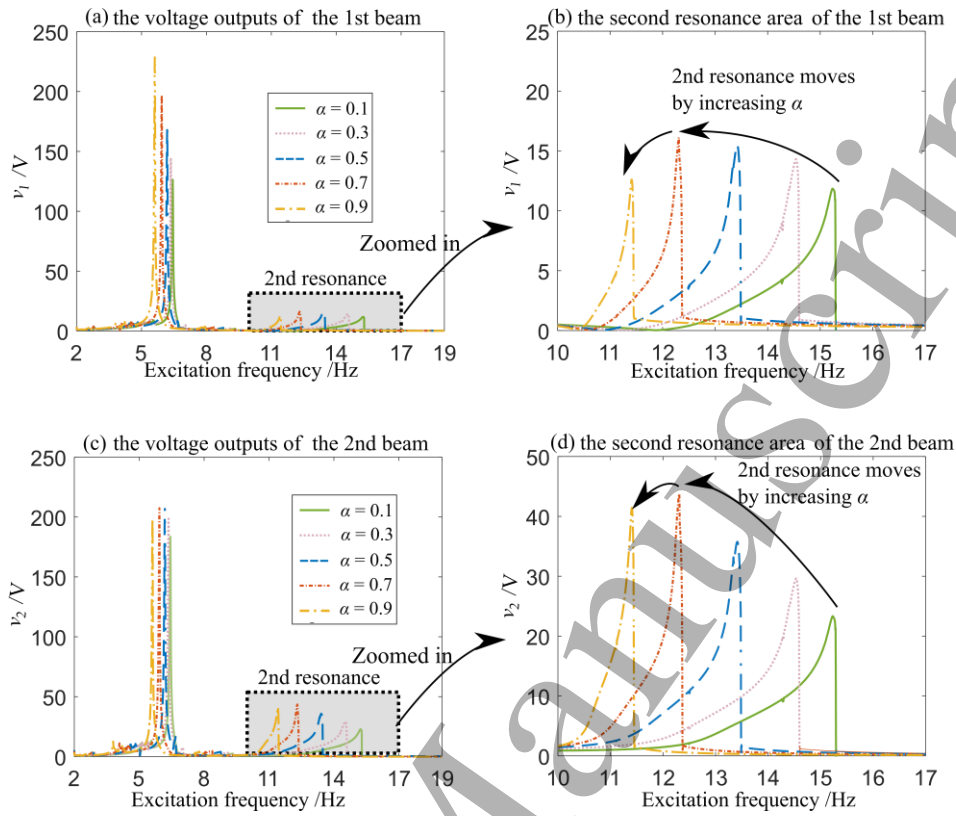 (a) the voltage outputs of the 1st beam
250
200
150
100
50
0
v1 /V
α = 0.1
α = 0.3
α = 0.5
α = 0.7
α = 0.9
Zoomed in
2nd resonance
2 5 8 11 14 17 19
Excitation frequency /Hz
(b) the second resonance area of the 1st beam
25
20
15
10
5
0
v1 /V
2nd resonance moves
by increasing α
10 11 12 13 14 15 16 17
Excitation frequency /Hz
(c) the voltage outputs of the 2nd beam
250
200
150
100
50
0
v2 /V
α = 0.1
α = 0.3
α = 0.5
α = 0.7
α = 0.9
Zoomed in
2nd resonance
2 5 8 11 14 17 19
Excitation frequency /Hz
(d) the second resonance area of the 2nd beam
50
40
30
20
10
0
v2 /V
2nd resonance moves
by increasing α
10 11 12 13 14 15 16 17
Excitation frequency /Hz
Manuscrip